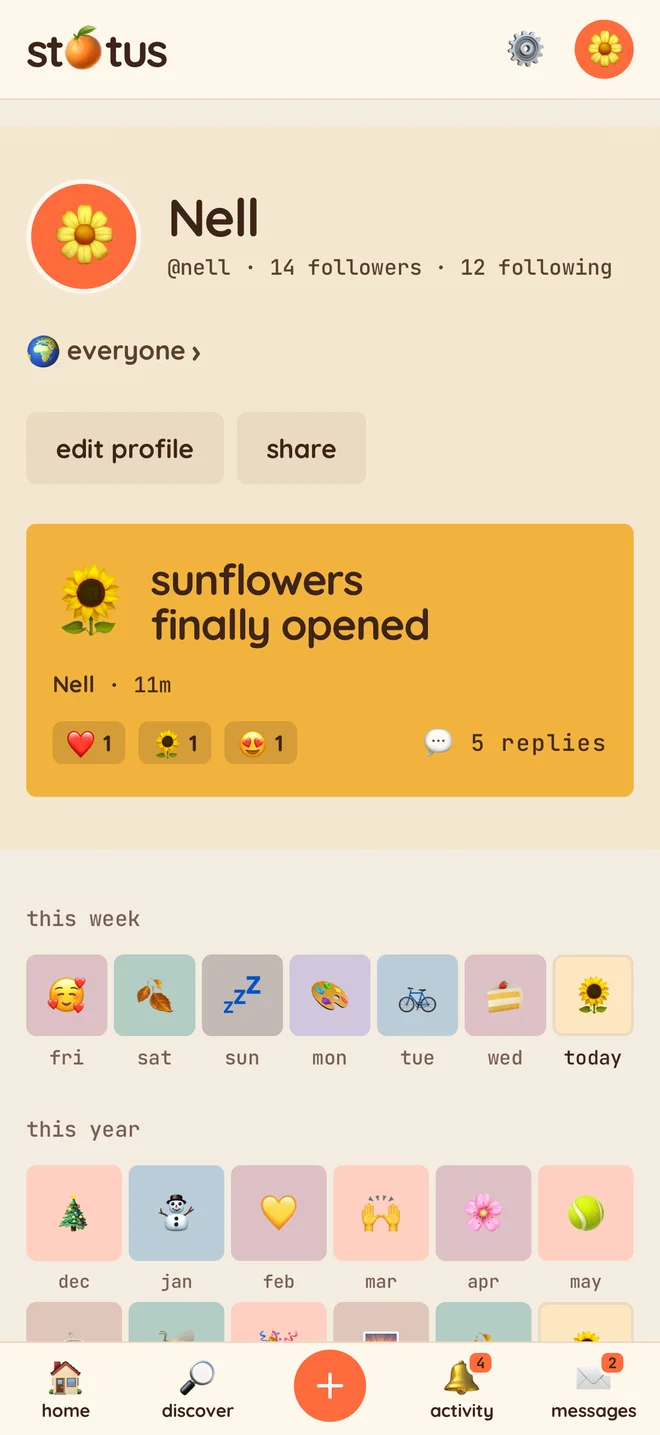 st🍊tus
Nell
@nell · 14 followers · 12 following
everyone ›
edit profile
share
sunflowers
finally opened
Nell · 11m
1
1
1
5 replies
this week
fri
sat
sun
mon
tue
wed
today
this year
dec
jan
feb
mar
apr
may
home
discover
4
activity
2
messages